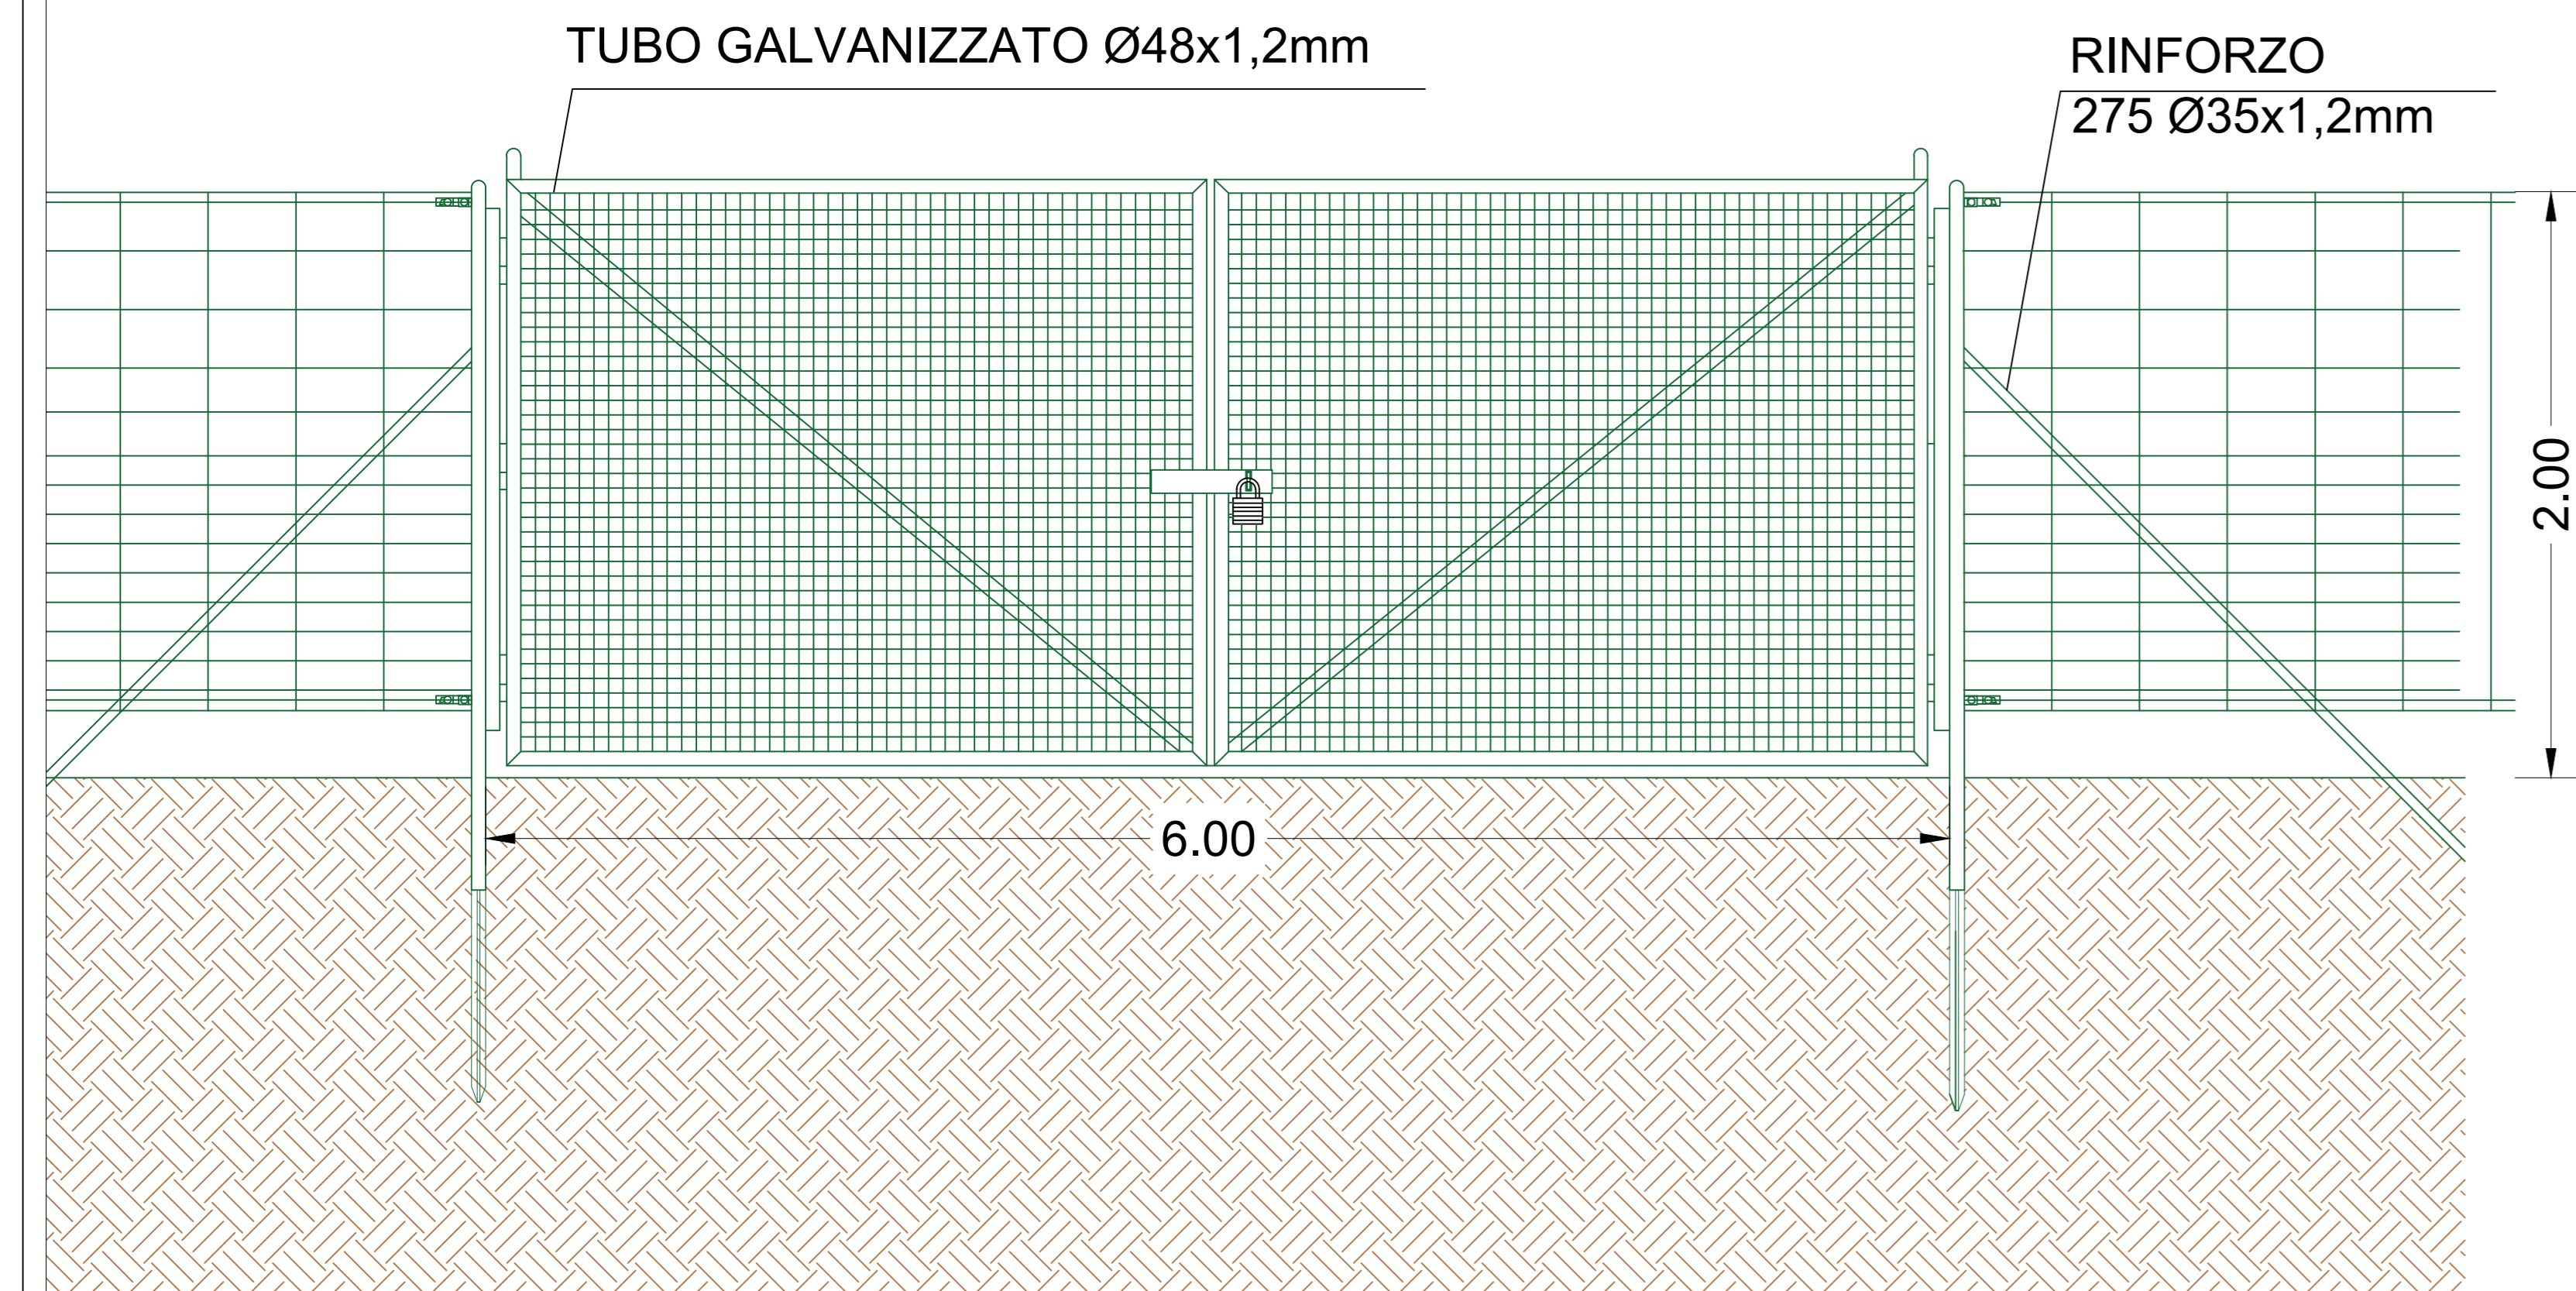 TUBO GALVANIZZATO Ø48x1,2mm
RINFORZO
275 Ø35x1,2mm
2.00
6.00